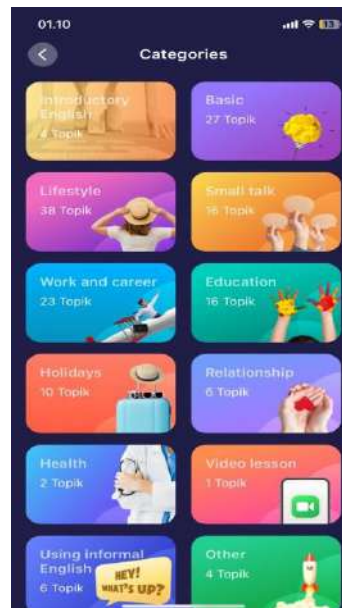 01.10
13
Categories
Introductory
English
4 Topik
Basic
27 Topik
Lifestyle
38 Topik
Small talk
16 Topik
Work and career
23 Topik
Education
16 Topik
Holidays
10 Topik
Relationship
6 Topik
Health
2 Topik
Video lesson
1 Topik
Using informal
English
6 Topik
HEY!
WHAT'S UP?
Other
4 Topik